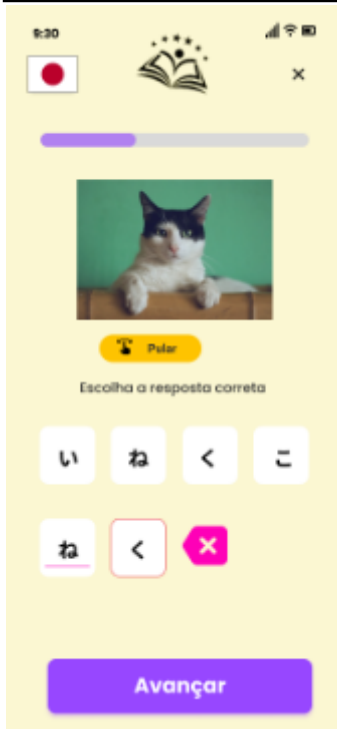 9:30
Pular
Escolha a resposta correta
い ね く こ
ね く
Avançar